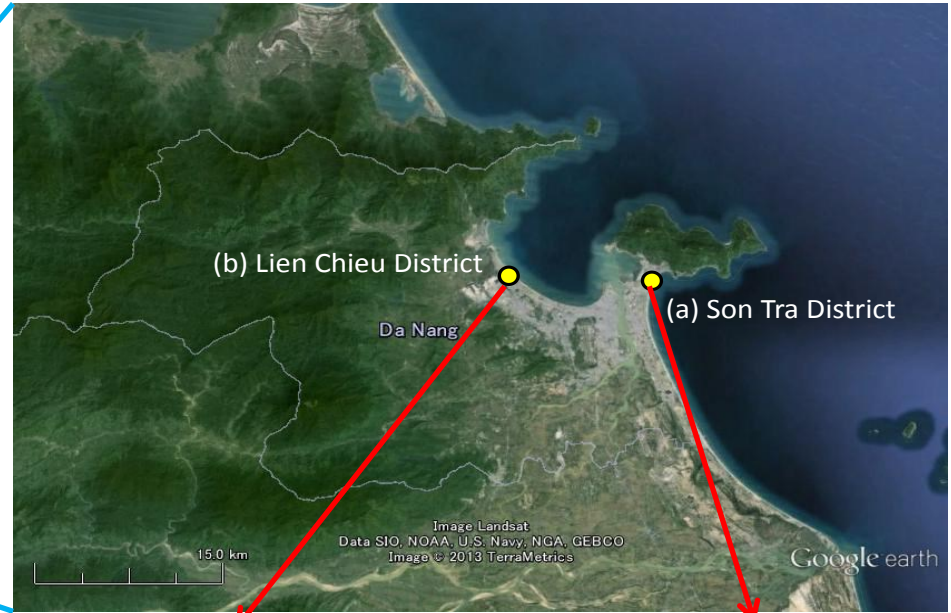 (b) Lien Chieu District
(a) Son Tra District
Da Nang
Image Landsat
Data SIO, NOAA, U.S. Navy, NGA, GEBCO
Image © 2013 TerraMetrics
15.0 km
Google earth